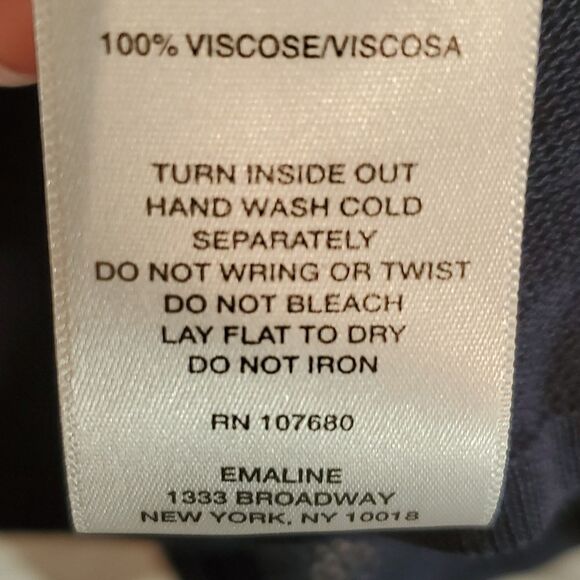 100% VISCOSE/VISCOSA
TURN INSIDE OUT
HAND WASH COLD
SEPARATELY
DO NOT WRING OR TWIST
DO NOT BLEACH
LAY FLAT TO DRY
DO NOT IRON
RN 107680
EMALINE
1333 BROADWAY
NEW YORK, NY 10018